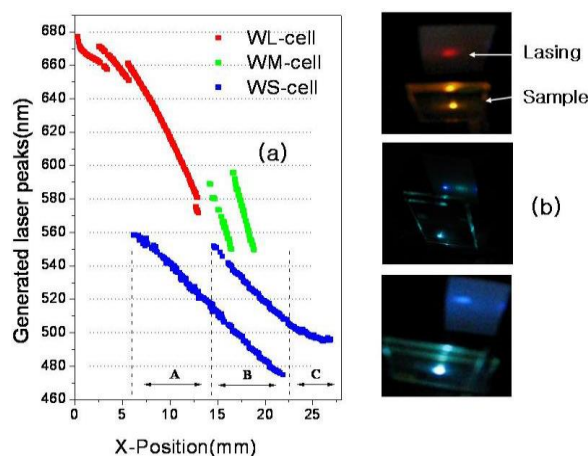 Generated laser peaks(nm)
680
660
640
620
600
580
560
540
520
500
480
460
WL-cell
WM-cell
WS-cell
(a)
A
B
C
0
5
10
15
20
25
X-Position(mm)
Lasing
Sample
(b)